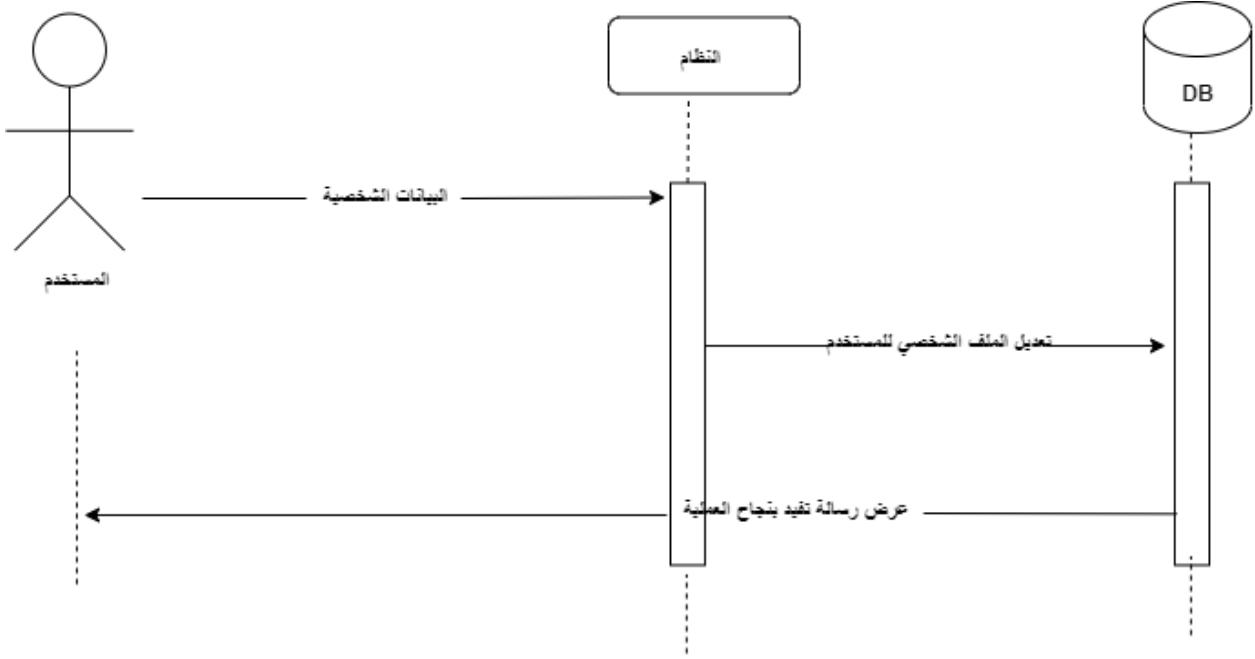 النظام
DB
البيانات الشخصية
المستخدم
تعديل الملف الشخصي للمستخدم
عرض رسالة تفيد بنجاح العملية